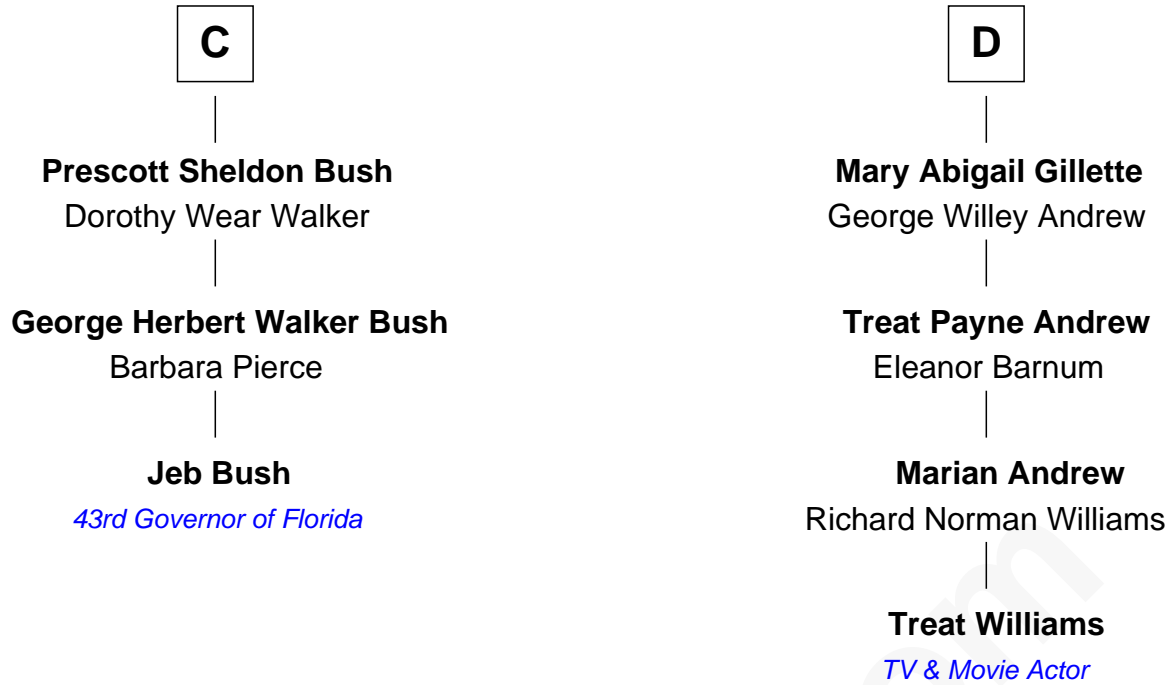 C
Prescott Sheldon Bush
Dorothy Wear Walker
George Herbert Walker Bush
Barbara Pierce
Jeb Bush
43rd Governor of Florida
D
Mary Abigail Gillette
George Willey Andrew
Treat Payne Andrew
Eleanor Barnum
Marian Andrew
Richard Norman Williams
Treat Williams
TV & Movie Actor
om